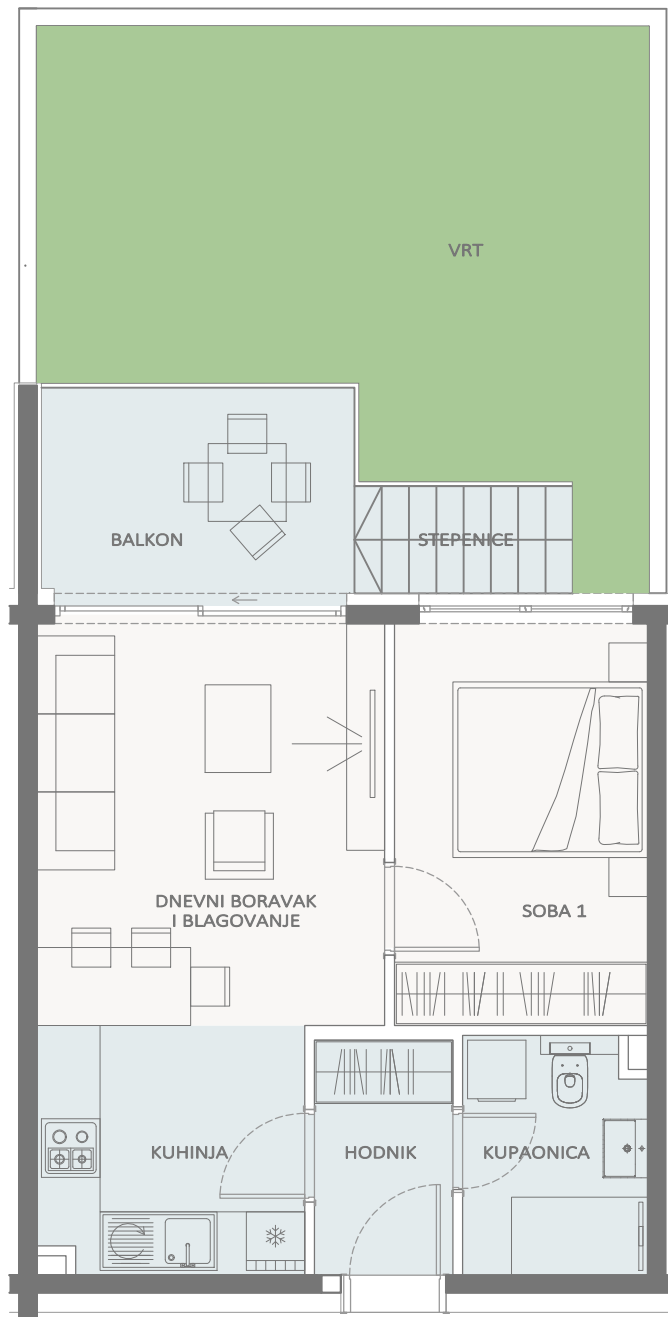 VRT
BALKON
STEPENICE
DNEVNI BORAVAK
I BLAGOVANJE
SOBA 1
KUHINJA
HODNIK
KUPAONICA